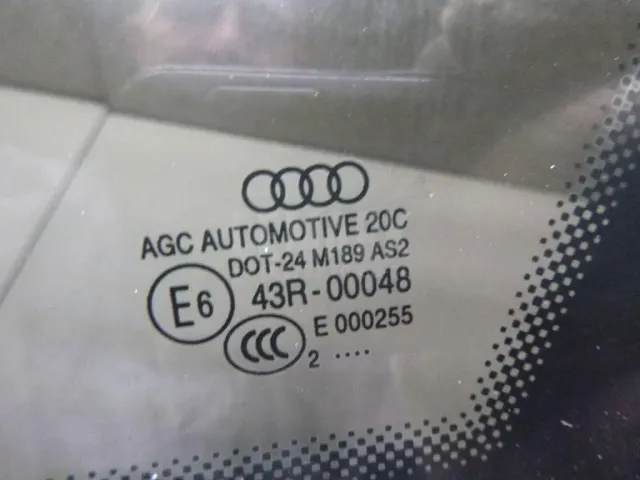 AGC AUTOMOTIVE 20C
DOT-24 M189 AS2
E6 43R-00048
CCC E 000255
2 ....